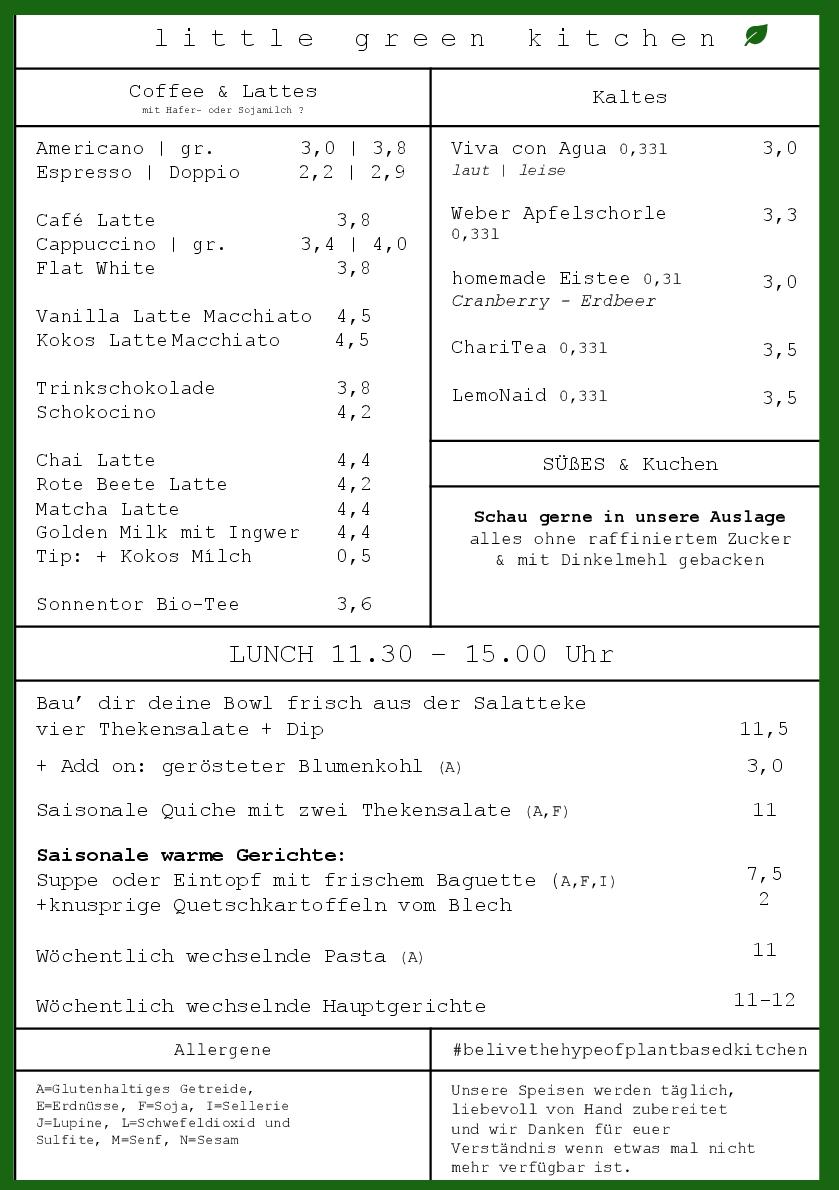 little green kitchen
Coffee & Lattes
mit Hafer- oder Sojamilch ?
Americano | gr. 3,0 | 3,8
Espresso | Doppio 2,2 | 2,9
Café Latte 3,8
Cappuccino | gr. 3,4 | 4,0
Flat White 3,8
Vanilla Latte Macchiato 4,5
Kokos Latte Macchiato 4,5
Trinkschokolade 3,8
Schokocino 4,2
Chai Latte 4,4
Rote Beete Latte 4,2
Matcha Latte 4,4
Golden Milk mit Ingwer 4,4
Tip: + Kokos Milch 0,5
Sonnentor Bio-Tee 3,6
Kaltes
Viva con Agua 0,33l 3,0
laut | leise
Weber Apfelschorle 3,3
0,33l
homemade Eistee 0,3l 3,0
Cranberry - Erdbeer
ChariTea 0,33l 3,5
LemoNaid 0,33l 3,5
SÜßES & Kuchen
Schau gerne in unsere Auslage
alles ohne raffiniertem Zucker
& mit Dinkelmehl gebacken
LUNCH 11.30 – 15.00 Uhr
Bau’ dir deine Bowl frisch aus der Salatteke
vier Thekensalate + Dip 11,5
+ Add on: gerösteter Blumenkohl (A) 3,0
Saisonale Quiche mit zwei Thekensalate (A,F) 11
Saisonale warme Gerichte:
Suppe oder Eintopf mit frischem Baguette (A,F,I) 7,5
+knusprige Quetschkartoffeln vom Blech 2
Wöchentlich wechselnde Pasta (A) 11
Wöchentlich wechselnde Hauptgerichte 11-12
Allergene
A=Glutenhaltiges Getreide,
E=Erdnüsse, F=Soja, I=Sellerie
J=Lupine, L=Schwefeldioxid und
Sulfite, M=Senf, N=Sesam
#belivethehypeofplantbasedkitchen
Unsere Speisen werden täglich,
liebevoll von Hand zubereitet
und wir Danken für euer
Verständnis wenn etwas mal nicht
mehr verfügbar ist.